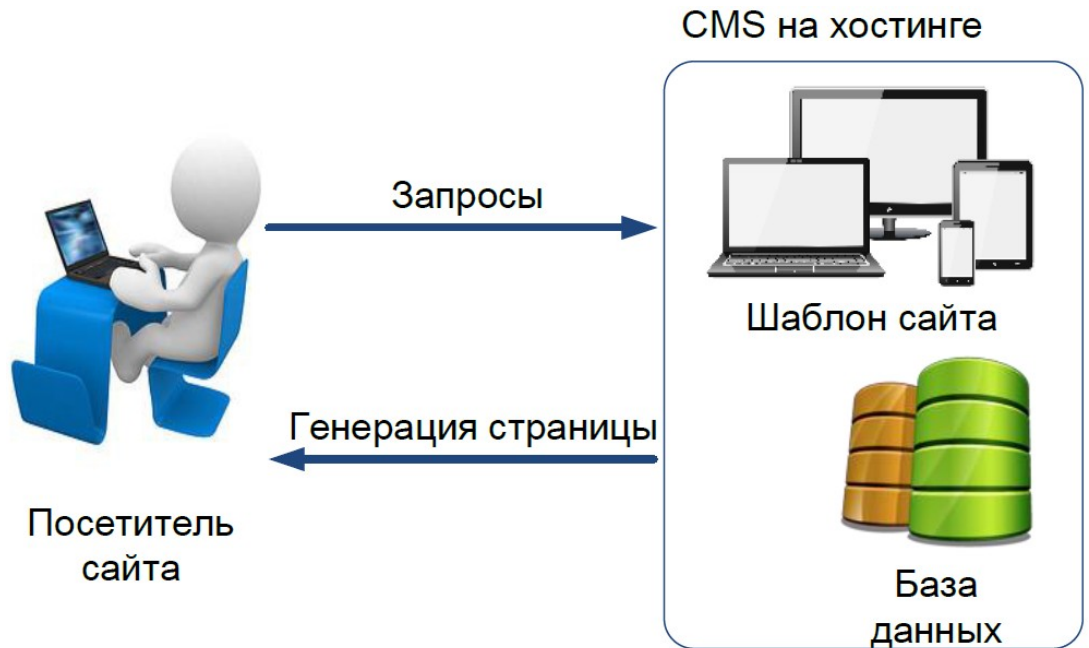 CMS на хостинге
Запросы
Шаблон сайта
Генерация страницы
Посетитель
сайта
База
данных